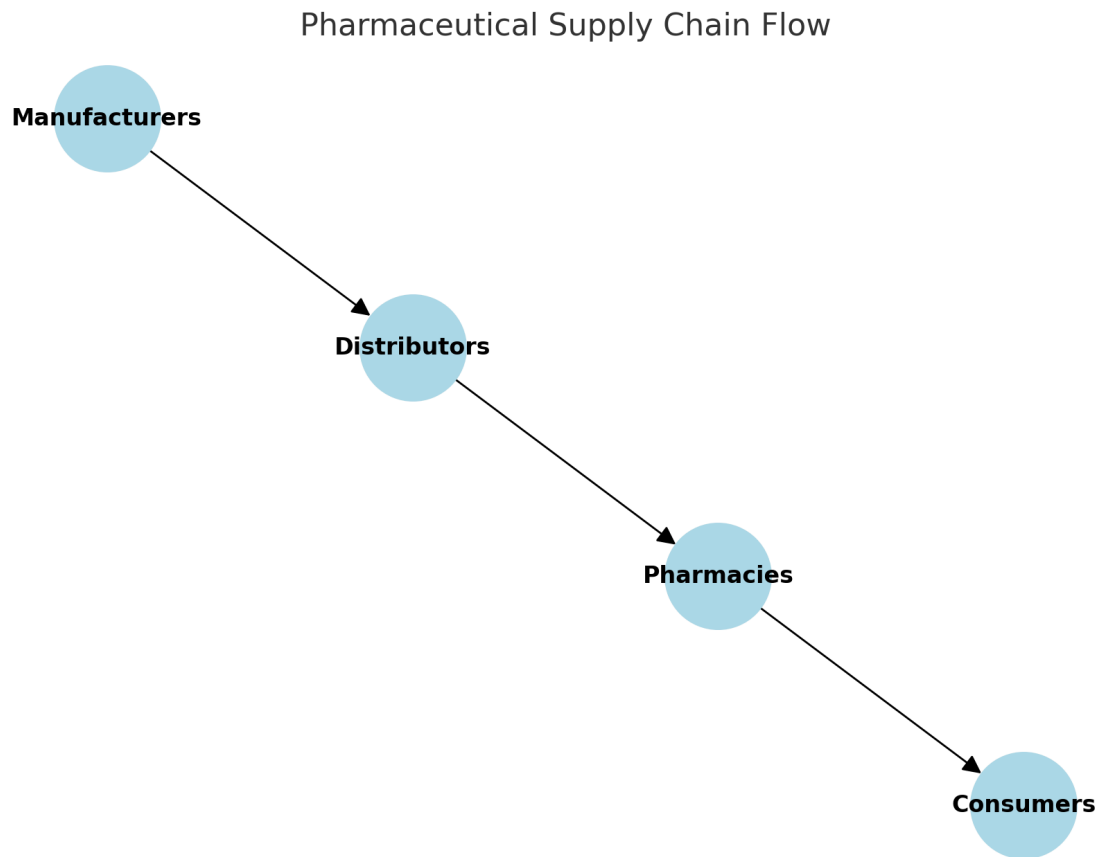 Pharmaceutical Supply Chain Flow
Manufacturers
Distributors
Pharmacies
Consumers